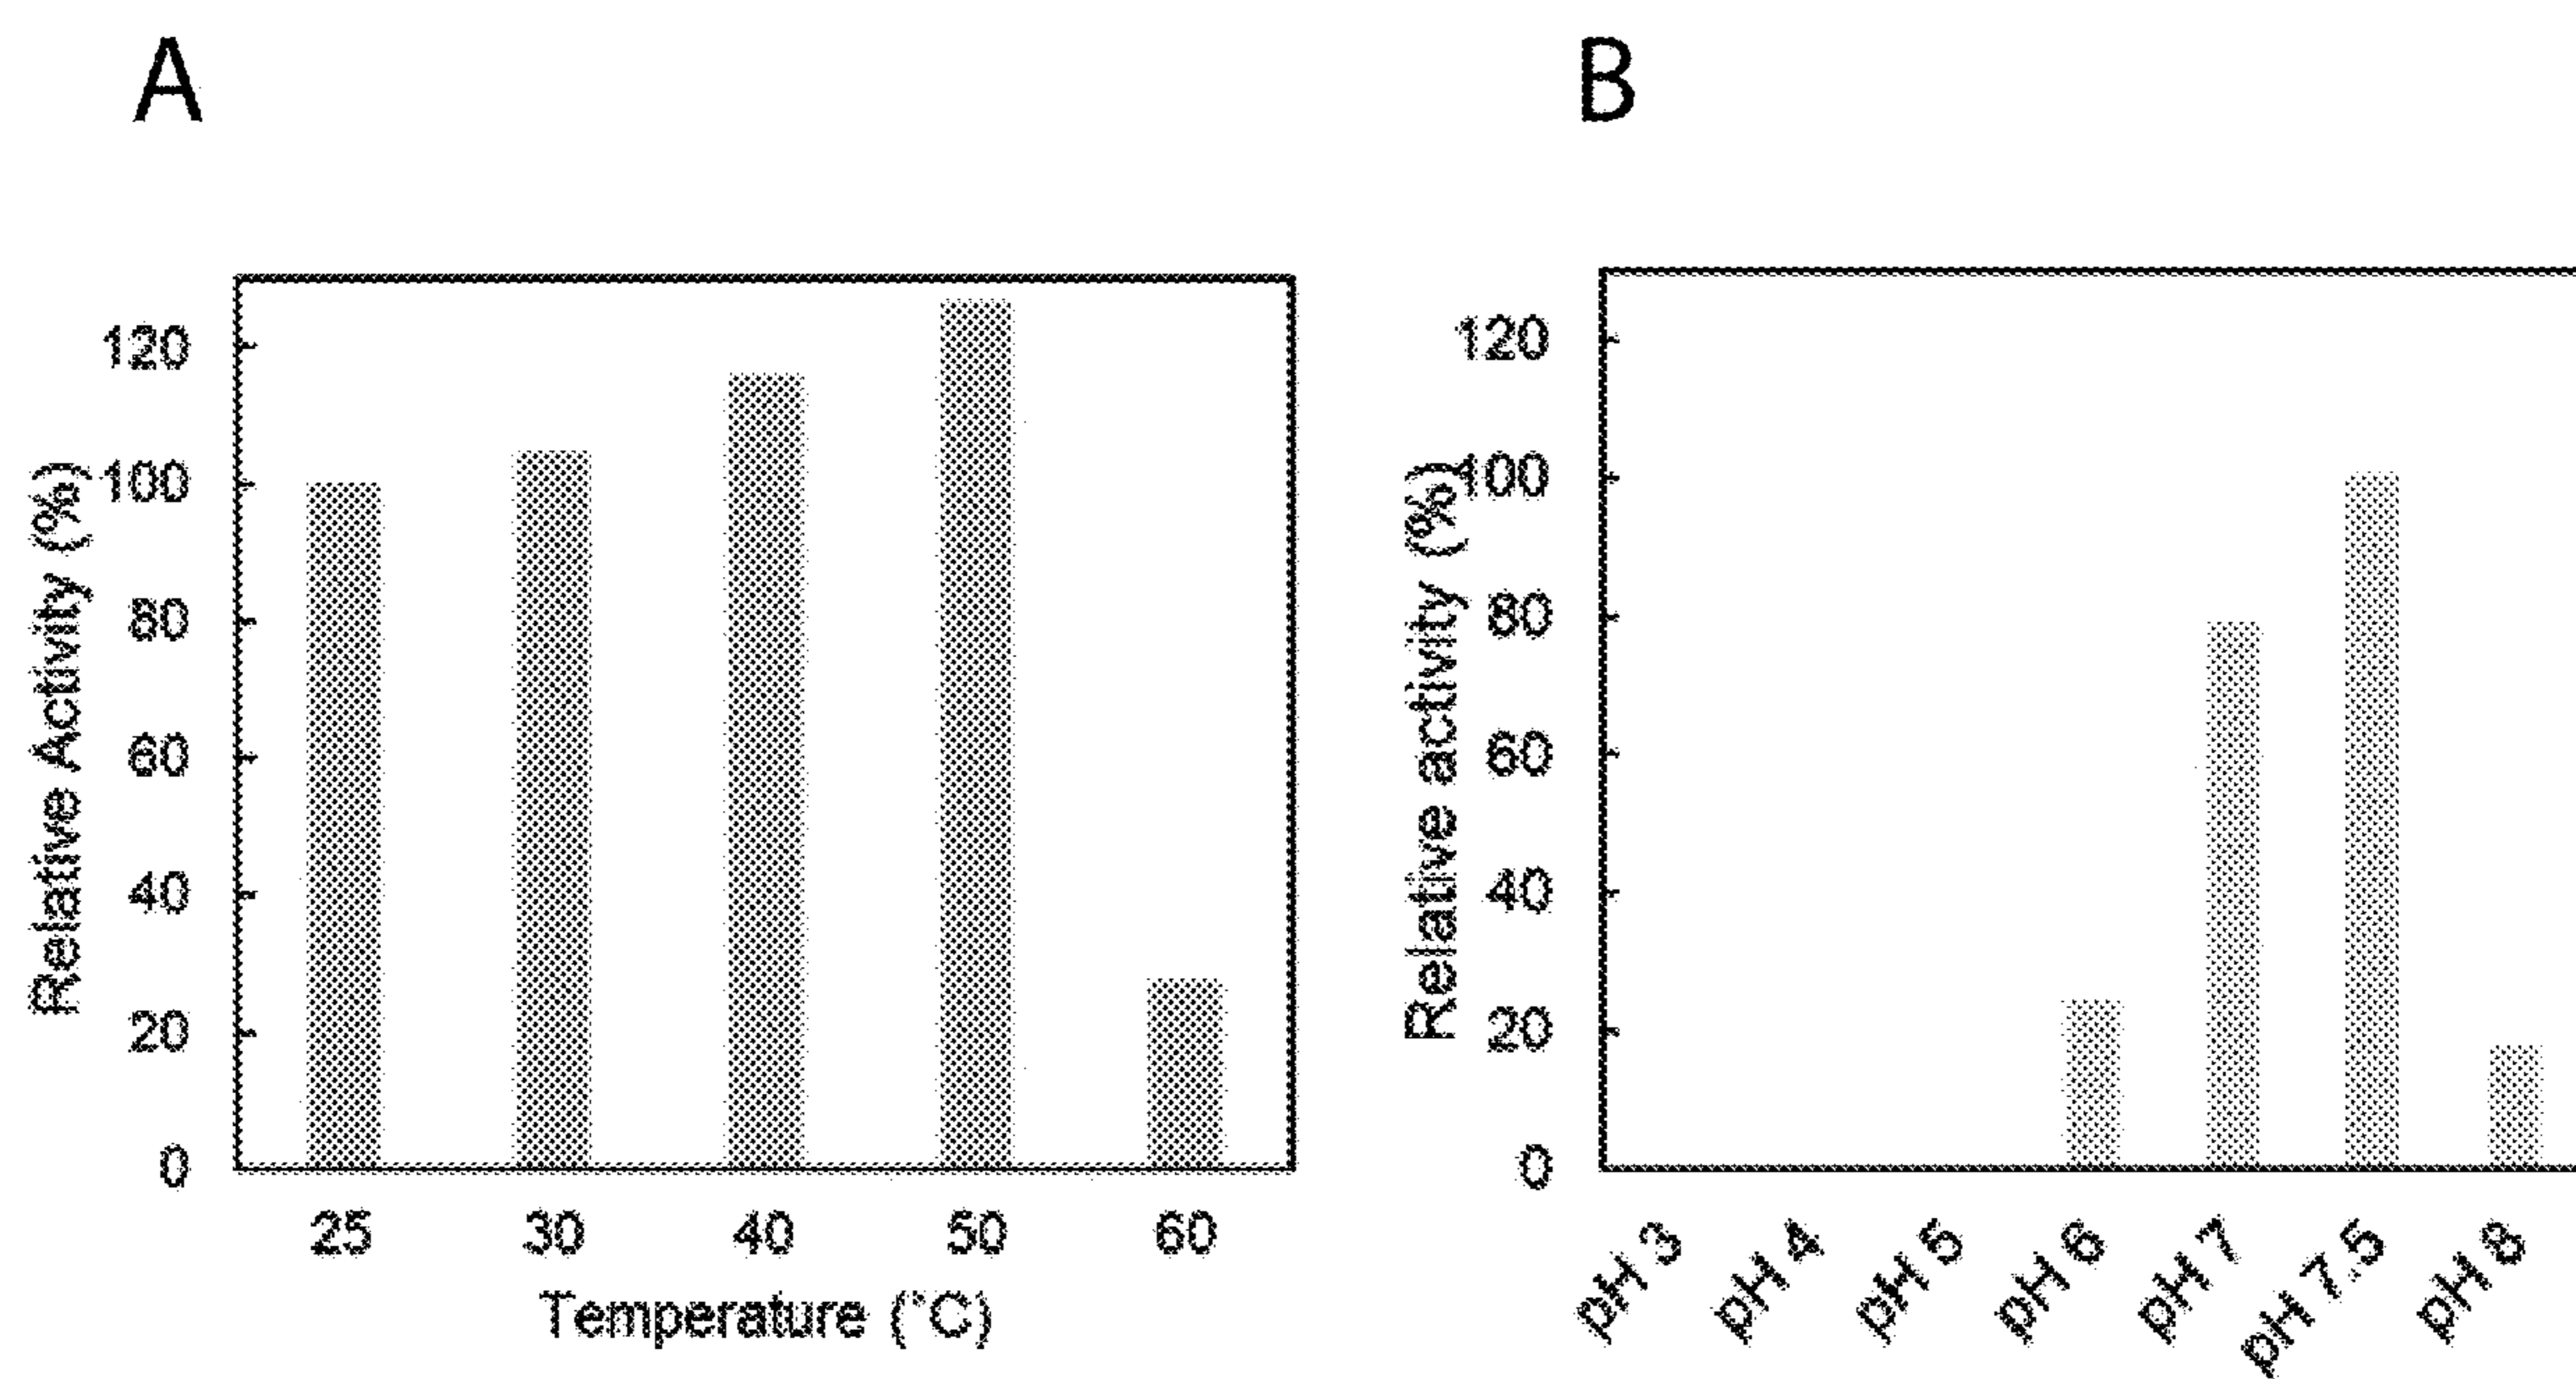 A
B
Relative Activity (%)
120
100
80
60
40
20
0
25 30 40 50 60
Temperature (°C)
Relative activity (%)
120
100
80
60
40
20
0
pH 3 pH 4 pH 5 pH 6 pH 7 pH 7.5 pH 8